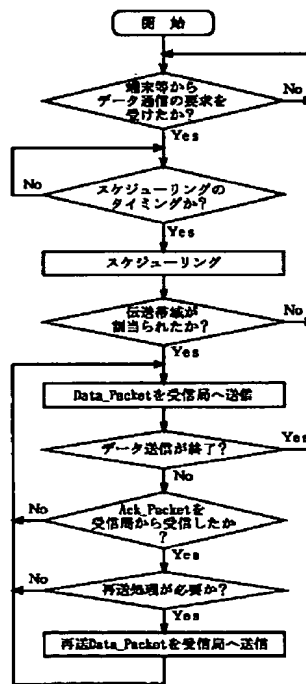 開 始
端末等から
データ通信の要求を
受けたか?
No
Yes
No
スケジューリングの
タイミングか?
Yes
スケジューリング
伝送帯域が
割当られたか?
No
Yes
Data_Packetを受信局へ送信
データ送信が終了?
Yes
No
Ack_Packetを
受信局から受信したか
?
No
Yes
No
再送処理が必要か?
Yes
再送Data_Packetを受信局へ送信